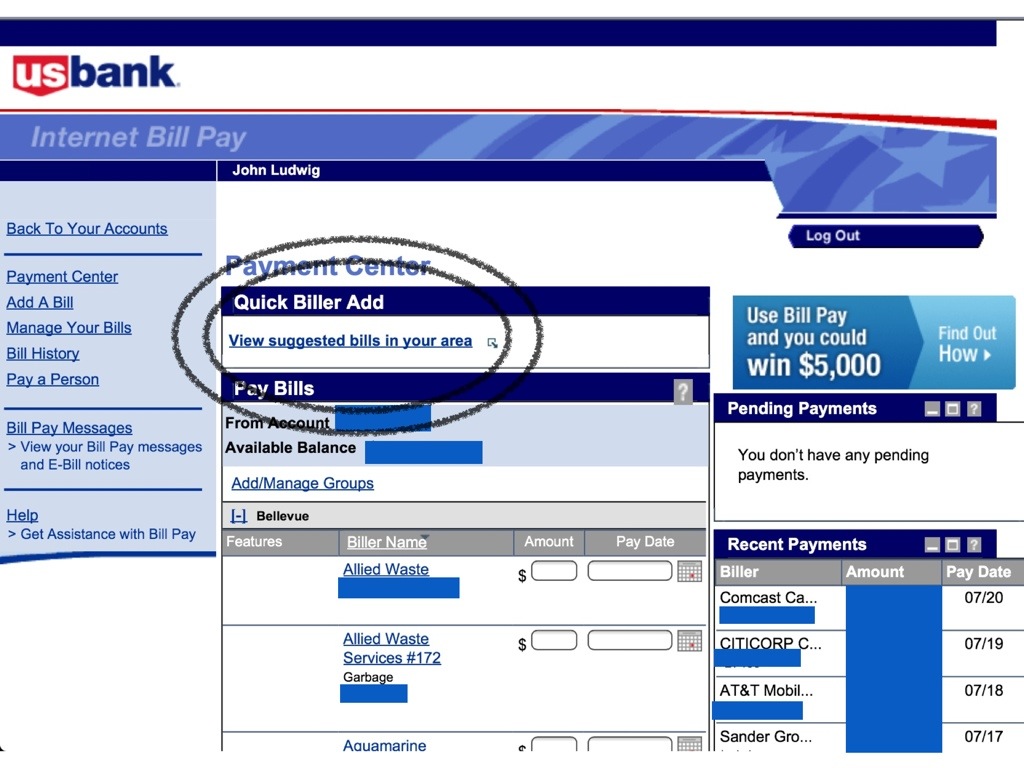 usbank
Internet Bill Pay
John Ludwig
Log Out
Back To Your Accounts
Payment Center
Add A Bill
Manage Your Bills
Bill History
Pay a Person
Bill Pay Messages
> View your Bill Pay messages
and E-Bill notices
Help
> Get Assistance with Bill Pay
Payment Center
Quick Biller Add
View suggested bills in your area
Pay Bills
?
From Account
Available Balance
Add/Manage Groups
[-] Bellevue
Features Biller Name Amount Pay Date
Allied Waste
$
Allied Waste
Services #172
$
Garbage
Aquamarine
$
Use Bill Pay
and you could
win $5,000
Find Out
How
Pending Payments
?
You don't have any pending
payments.
Recent Payments
?
Biller Amount Pay Date
Comcast Ca... 07/20
CITICORP C... 07/19
AT&T Mobil... 07/18
Sander Gro... 07/17